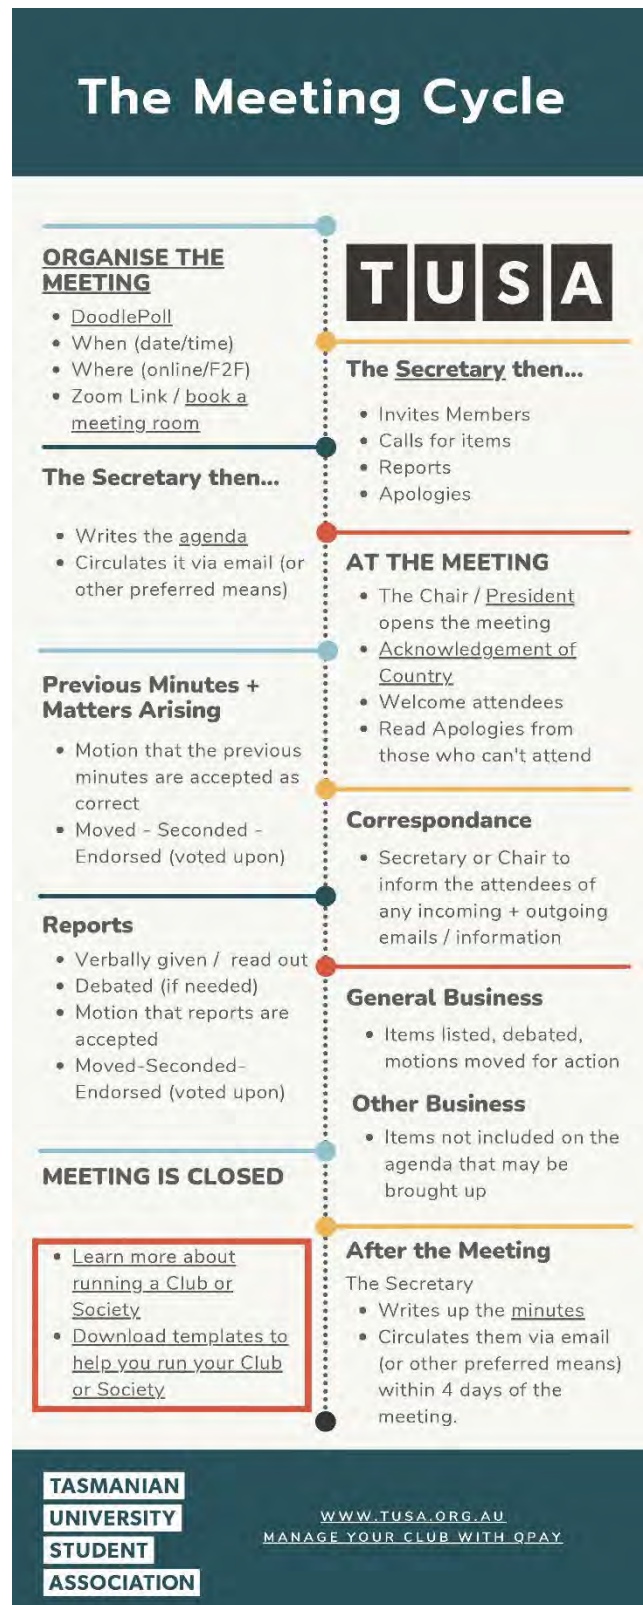 The Meeting Cycle
ORGANISE THE
MEETING
• DoodlePoll
• When (date/time)
• Where (online/F2F)
• Zoom Link / book a
meeting room
TUSA
The Secretary then...
• Invites Members
• Calls for items
• Reports
• Apologies
The Secretary then...
• Writes the agenda
• Circulates it via email (or
other preferred means)
AT THE MEETING
• The Chair / President
opens the meeting
• Acknowledgement of
Country
• Welcome attendees
• Read Apologies from
those who can't attend
Previous Minutes +
Matters Arising
• Motion that the previous
minutes are accepted as
correct
• Moved - Seconded -
Endorsed (voted upon)
Correspondance
• Secretary or Chair to
inform the attendees of
any incoming + outgoing
emails / information
Reports
• Verbally given / read out
• Debated (if needed)
• Motion that reports are
accepted
• Moved-Seconded-
Endorsed (voted upon)
General Business
• Items listed, debated,
motions moved for action
Other Business
• Items not included on the
agenda that may be
brought up
MEETING IS CLOSED
After the Meeting
The Secretary
• Writes up the minutes
• Circulates them via email
(or other preferred means)
within 4 days of the
meeting.
• Learn more about
running a Club or
Society
• Download templates to
help you run your Club
or Society
TASMANIAN
UNIVERSITY
STUDENT
ASSOCIATION
WWW.TUSA.ORG.AU
MANAGE YOUR CLUB WITH QPAY